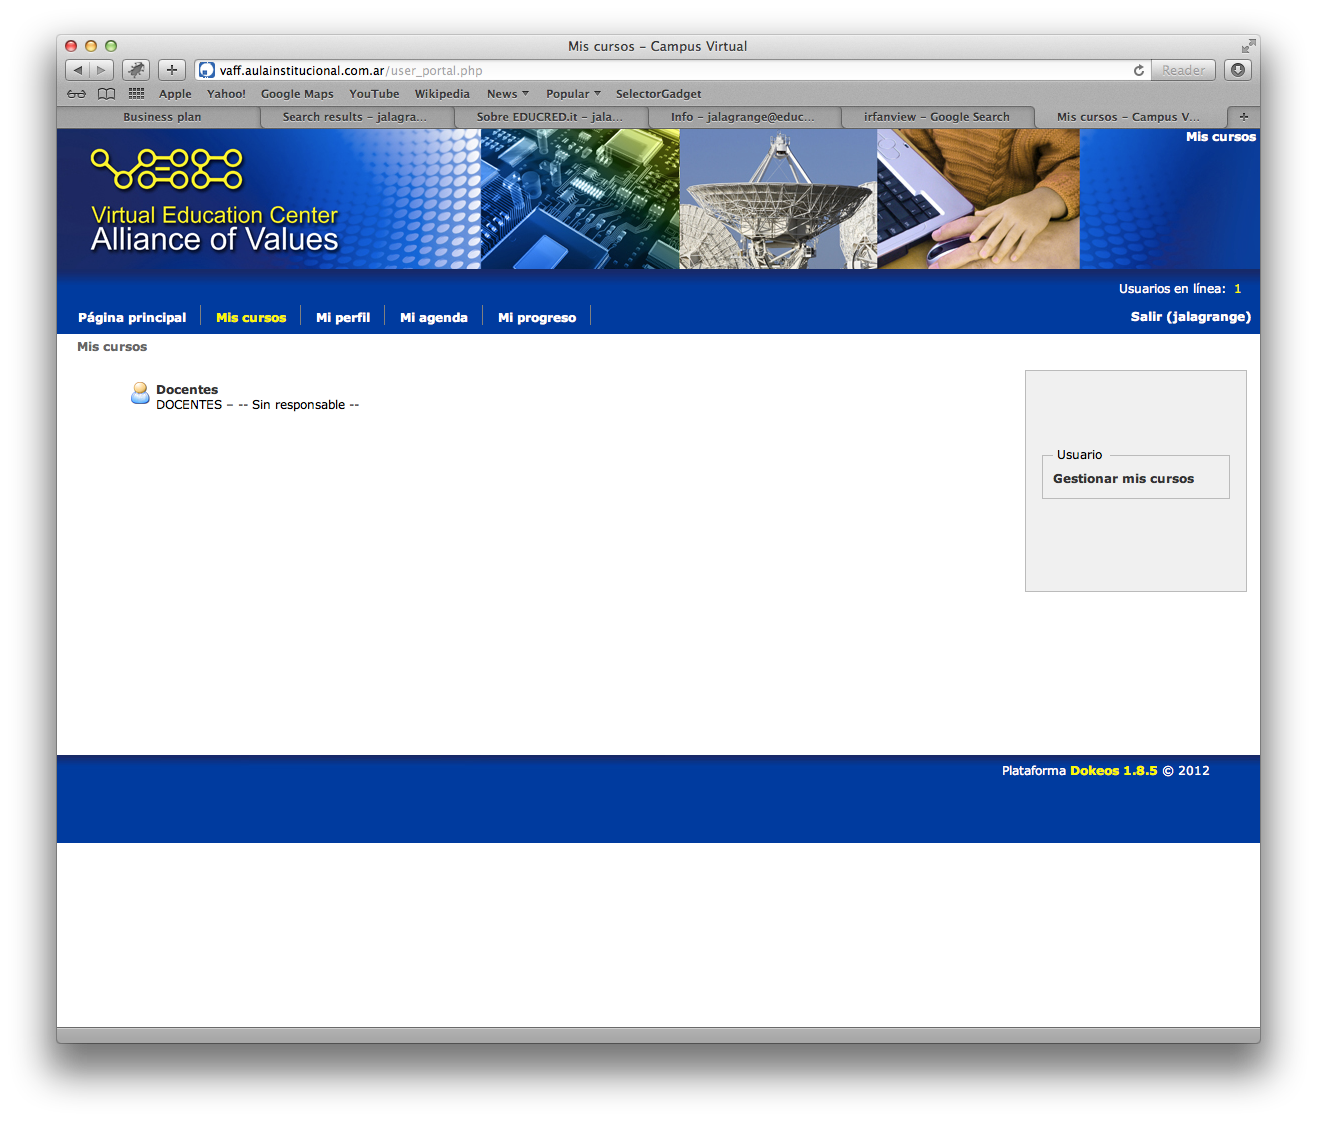 Mis cursos – Campus Virtual
vaff.aulainstitucional.com.ar/user_portal.php
Reader
Apple Yahoo! Google Maps YouTube Wikipedia News Popular SelectorGadget
Business plan Search results – jalagra... Sobre EDUCRED.it – jala... Info – jalagrange@educ... irfanview – Google Search Mis cursos – Campus V...
Mis cursos
Virtual Education Center
Alliance of Values
Usuarios en línea: 1
Página principal Mis cursos Mi perfil Mi agenda Mi progreso Salir (jalagrange)
Mis cursos
Docentes
DOCENTES – -- Sin responsable --
Usuario
Gestionar mis cursos
Plataforma Dokeos 1.8.5 © 2012